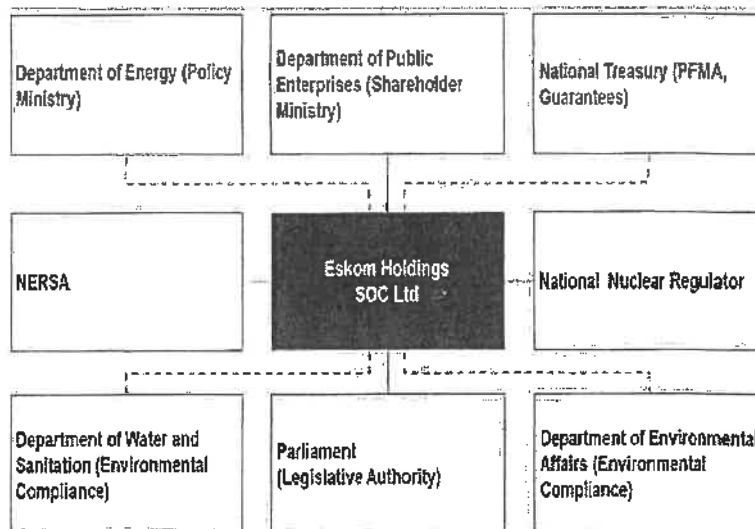 Department of Energy (Policy
Ministry)
Department of Public
Enterprises (Shareholder
Ministry)
National Treasury (PFMA,
Guarantees)
NERSA
Eskom Holdings
SOC Ltd
National Nuclear Regulator
Department of Water and
Sanitation (Environmental
Compliance)
Parliament
(Legislative Authority)
Department of Environmental
Affairs (Environmental
Compliance)